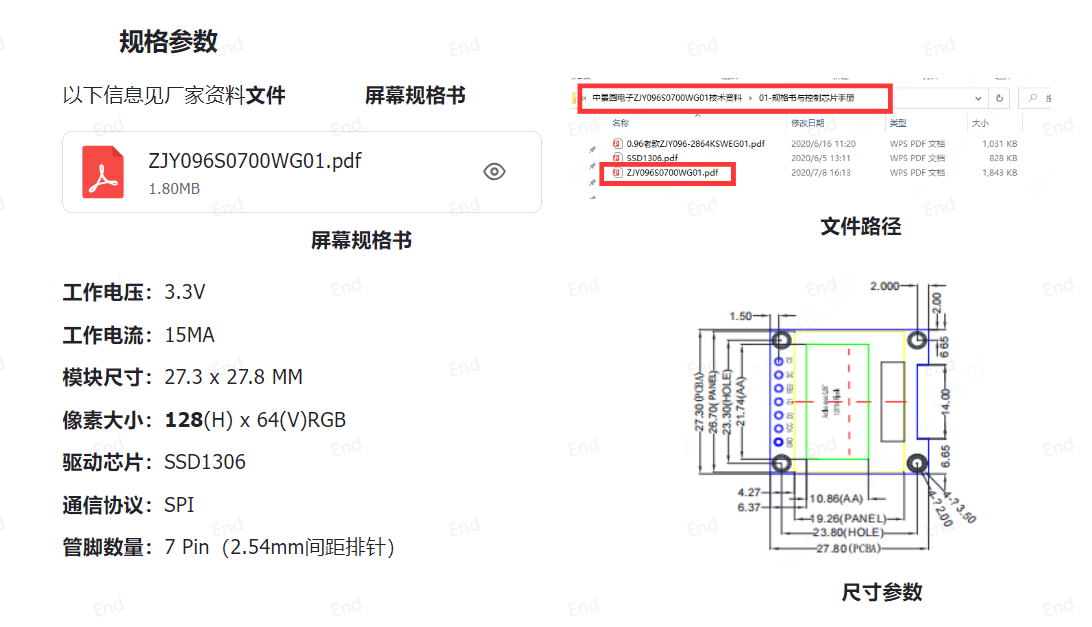 规格参数
以下信息见厂家资料文件 屏幕规格书
ZJY096S0700WG01.pdf
1.80MB
屏幕规格书
工作电压：3.3V
工作电流：15MA
模块尺寸：27.3 x 27.8 MM
像素大小：128(H) x 64(V)RGB
驱动芯片：SSD1306
通信协议：SPI
管脚数量：7 Pin（2.54mm间距排针）
中景园电子ZJY096S0700WG01技术资料 › 01-规格书与控制芯片手册
名称 修改日期 类型 大小
0.96老款ZJY096-2864KSWEG01.pdf 2020/6/16 11:20 WPS PDF 文档 1,031 KB
SSD1306.pdf 2020/6/5 13:11 WPS PDF 文档 828 KB
ZJY096S0700WG01.pdf 2020/7/8 16:13 WPS PDF 文档 1,843 KB
文件路径
2.000
2.00
1.50
6.65
27.30(PCBA)
26.70(PANEL)
23.30(HOLE)
21.74(AA)
CS
DC
RES
D1
D0
VCC
GND
14.00
6.65
4.27
6.37
10.86(AA)
19.26(PANEL)
23.80(HOLE)
27.80(PCBA)
4-?3.50
4-?2.00
尺寸参数
End